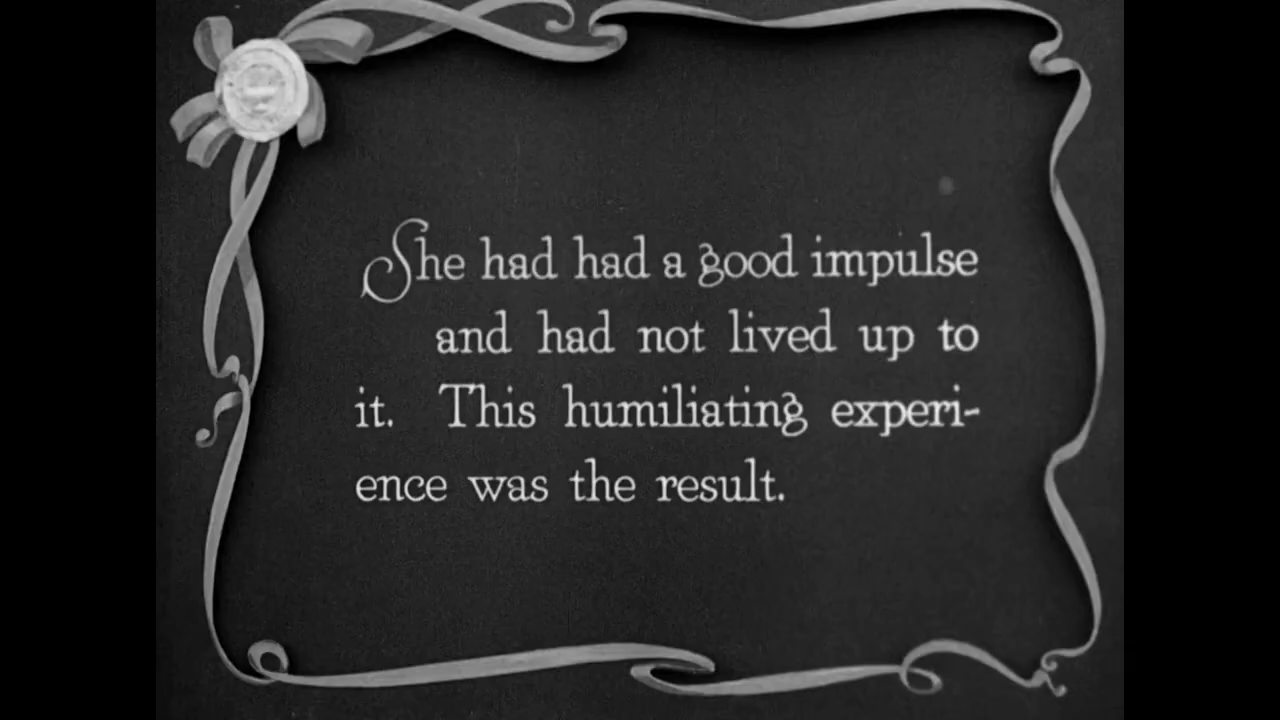 She had had a good impulse
and had not lived up to
it. This humiliating experi-
ence was the result.